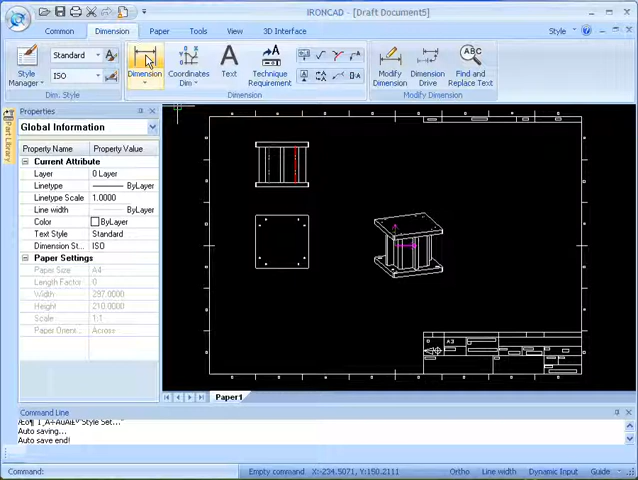 IRONCAD - [Draft Document5]
Common
Dimension
Paper
Tools
View
3D Interface
Style
Style Manager
Standard
ISO
Dim. Style
Dimension
Coordinates Dim
Text
Technique Requirement
Dimension
Modify Dimension
Dimension Drive
Find and Replace Text
Modify Dimension
Part Library
Properties
Global Information
Property Name Property Value
Current Attribute
Layer 0 Layer
Linetype ByLayer
Linetype Scale 1.0000
Line width ByLayer
Color ByLayer
Text Style Standard
Dimension St... ISO
Paper Settings
Paper Size A4
Length Factor 0
Width 297.0000
Height 210.0000
Scale 1:1
Paper Orient... Across
A3
Paper1
Command Line
Auto saving...
Auto save end!
Command:
Empty command
X:-234.5071, Y:150.2111
Ortho
Line width
Dynamic Input
Guide